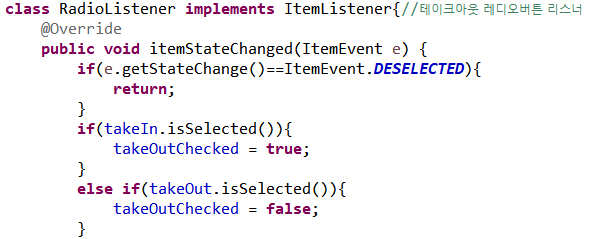 class RadioListener implements ItemListener{//테이크아웃 레디오버튼 리스너
@Override
public void itemStateChanged(ItemEvent e) {
if(e.getStateChange()==ItemEvent.DESELECTED){
return;
}
if(takeIn.isSelected()){
takeOutChecked = true;
}
else if(takeOut.isSelected()){
takeOutChecked = false;
}